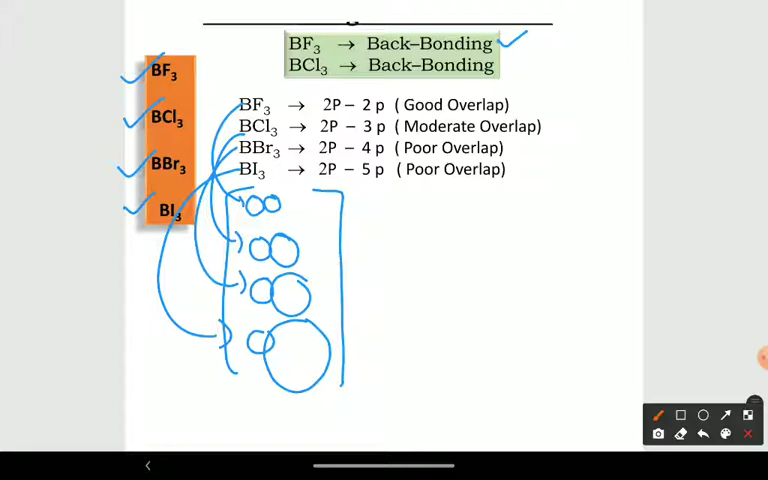 BF3 → Back–Bonding
BCl3 → Back–Bonding
BF3
BCl3
BBr3
BI3
BF3 → 2P – 2 p ( Good Overlap)
BCl3 → 2P – 3 p ( Moderate Overlap)
BBr3 → 2P – 4 p ( Poor Overlap)
BI3 → 2P – 5 p ( Poor Overlap)